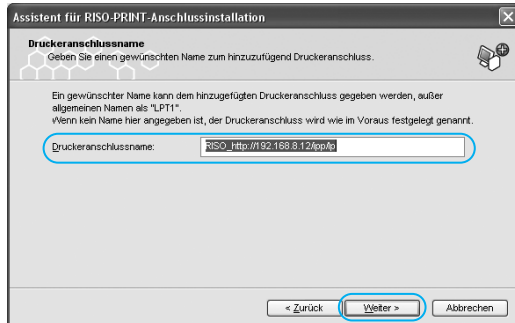 Assistent für RISO-PRINT-Anschlussinstallation
Druckeranschlussname
Geben Sie einen gewünschten Name zum hinzuzufügend Druckeranschluss.
Ein gewünschter Name kann dem hinzugefügten Druckeranschluss gegeben werden, außer
allgemeinen Namen als "LPT1".
Wenn kein Name hier angegeben ist, der Druckeranschluss wird wie im Voraus festgelegt genannt.
Druckeranschlussname: RISO_http://192.168.8.12/ipp/lp
< Zurück Weiter > Abbrechen